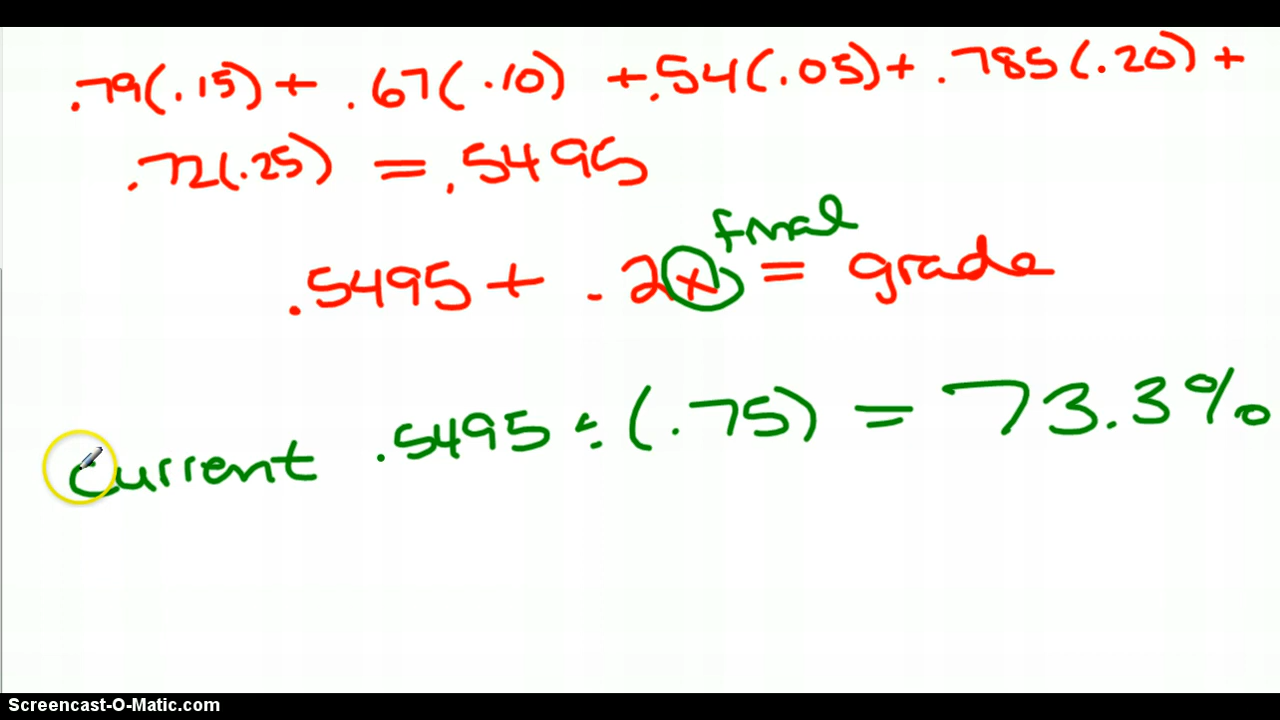 .79(.15) + .67(.10) + .54(.05) + .785(.20) +
.72(.25) = .5495
final
.5495 + .2x = grade
Current .5495 ÷ (.75) = 73.3%
Screencast-O-Matic.com